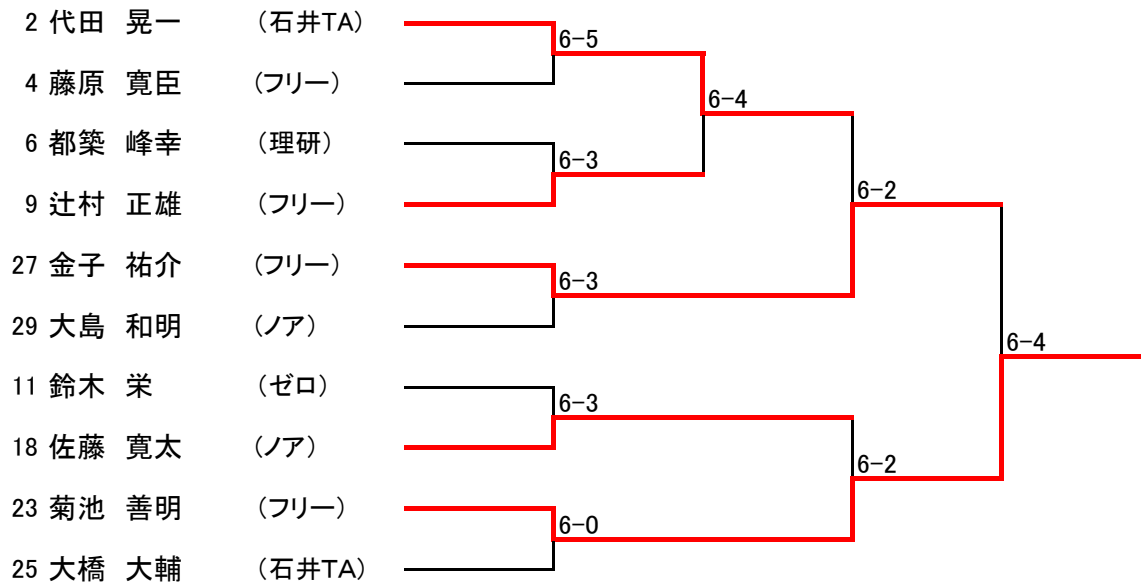 2 代田 晃一 (石井TA)
6-5
4 藤原 寛臣 (フリー)
6-4
6 都築 峰幸 (理研)
6-3
9 辻村 正雄 (フリー)
6-2
27 金子 祐介 (フリー)
6-3
29 大島 和明 (ノア)
6-4
11 鈴木 栄 (ゼロ)
6-3
18 佐藤 寛太 (ノア)
6-2
23 菊池 善明 (フリー)
6-0
25 大橋 大輔 (石井TA)